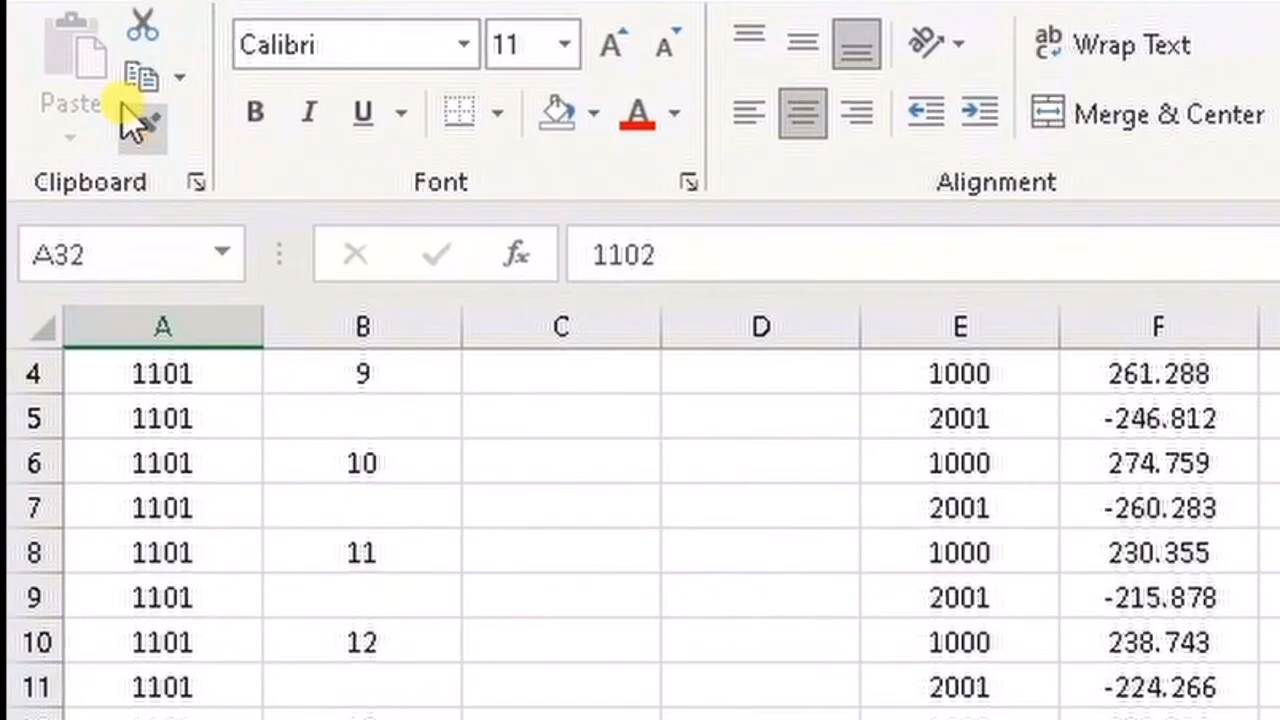 Calibri 11 A A ab Wrap Text
Paste B I U A Merge & Center
Clipboard Font Alignment
A32 fx 1102
A B C D E F
4 1101 9 1000 261.288
5 1101 2001 -246.812
6 1101 10 1000 274.759
7 1101 2001 -260.283
8 1101 11 1000 230.355
9 1101 2001 -215.878
10 1101 12 1000 238.743
11 1101 2001 -224.266